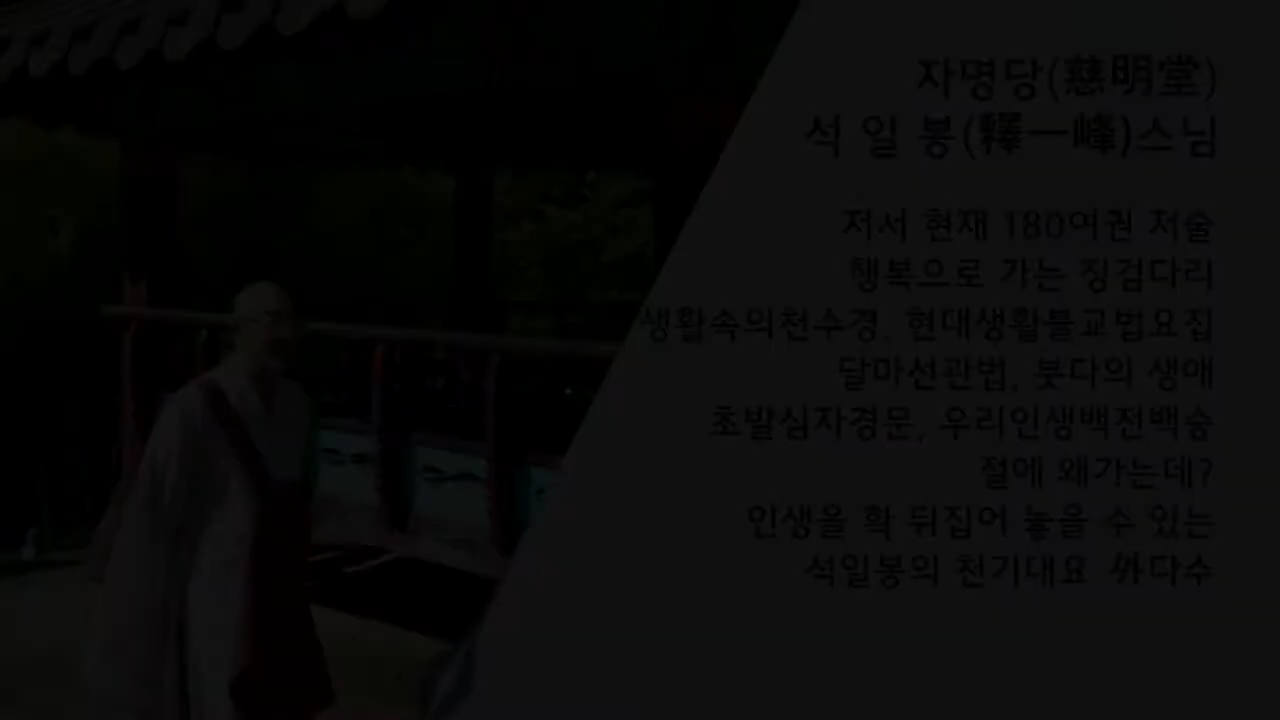 자명당(慈明堂)
석 일 봉(釋一峰)스님
저서 현재 180여권 저술
행복으로 가는 징검다리
생활속의천수경, 현대생활불교법요집
달마선관법, 붓다의 생애
초발심자경문, 우리인생백전백승
절에 왜가는데?
인생을 확 뒤집어 놓을 수 있는
석일봉의 천기대요 外다수